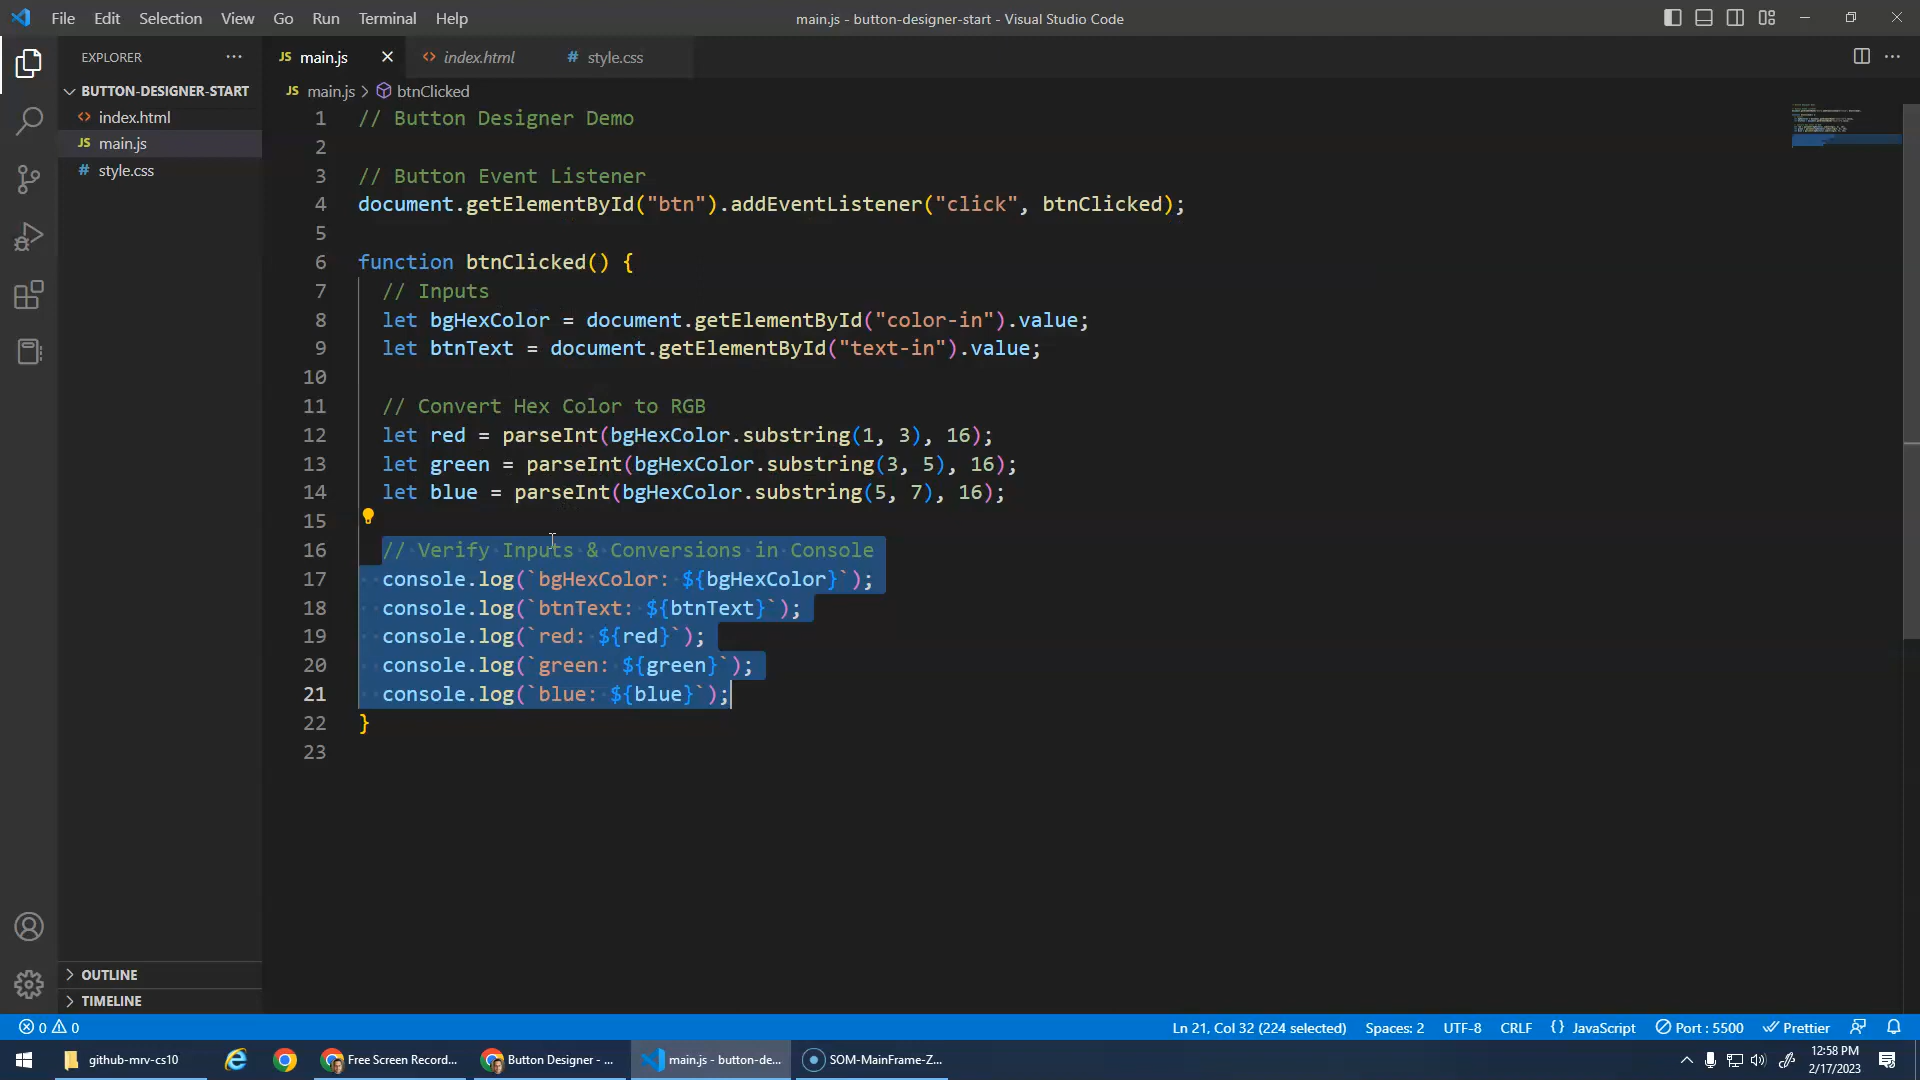 File Edit Selection View Go Run Terminal Help
main.js - button-designer-start - Visual Studio Code
EXPLORER
BUTTON-DESIGNER-START
index.html
JS main.js
# style.css
JS main.js
index.html
# style.css
JS main.js > btnClicked
1 // Button Designer Demo
2
3 // Button Event Listener
4 document.getElementById("btn").addEventListener("click", btnClicked);
5
6 function btnClicked() {
7 // Inputs
8 let bgHexColor = document.getElementById("color-in").value;
9 let btnText = document.getElementById("text-in").value;
10
11 // Convert Hex Color to RGB
12 let red = parseInt(bgHexColor.substring(1, 3), 16);
13 let green = parseInt(bgHexColor.substring(3, 5), 16);
14 let blue = parseInt(bgHexColor.substring(5, 7), 16);
15
16 // Verify Inputs & Conversions in Console
17 console.log(`bgHexColor: ${bgHexColor}`);
18 console.log(`btnText: ${btnText}`);
19 console.log(`red: ${red}`);
20 console.log(`green: ${green}`);
21 console.log(`blue: ${blue}`);
22 }
23
OUTLINE
TIMELINE
0 0
Ln 21, Col 32 (224 selected) Spaces: 2 UTF-8 CRLF {} JavaScript Port : 5500 Prettier
github-mrv-cs10
Free Screen Record...
Button Designer - ...
main.js - button-de...
SOM-MainFrame-Z...
12:58 PM
2/17/2023